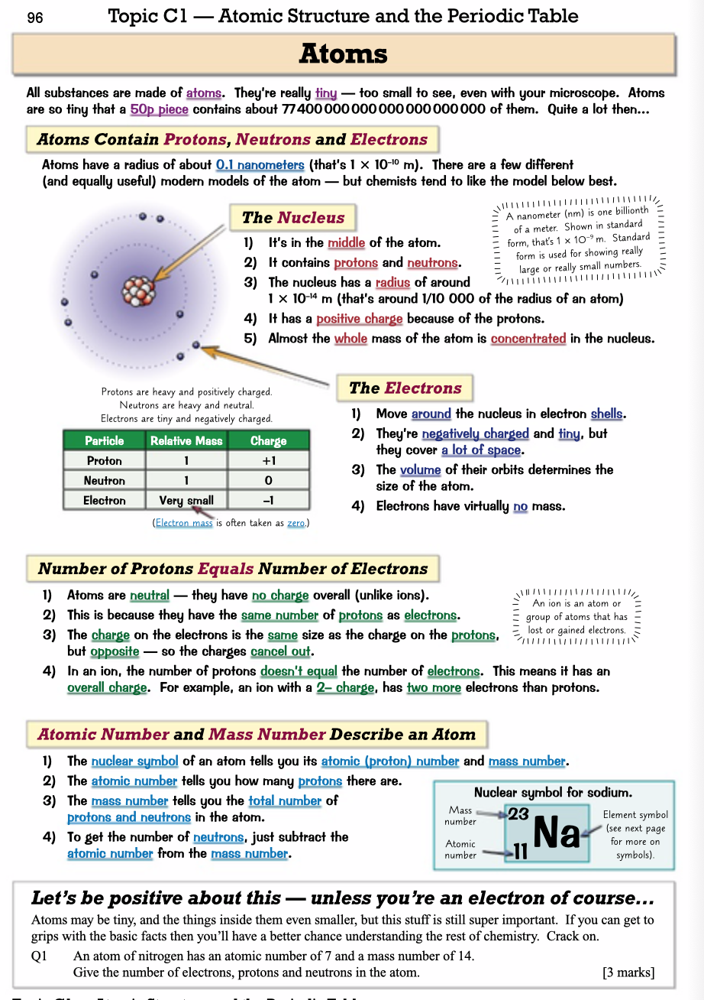 96
Topic C1 — Atomic Structure and the Periodic Table
Atoms
All substances are made of atoms. They're really tiny — too small to see, even with your microscope. Atoms
are so tiny that a 50p piece contains about 77 400 000 000 000 000 000 000 of them. Quite a lot then...
Atoms Contain Protons, Neutrons and Electrons
Atoms have a radius of about 0.1 nanometers (that's 1 × 10⁻¹⁰ m). There are a few different
(and equally useful) modern models of the atom — but chemists tend to like the model below best.
A nanometer (nm) is one billionth
of a meter. Shown in standard
form, that's 1 × 10⁻⁹ m. Standard
form is used for showing really
large or really small numbers.
The Nucleus
1) It's in the middle of the atom.
2) It contains protons and neutrons.
3) The nucleus has a radius of around
1 × 10⁻¹⁴ m (that's around 1/10 000 of the radius of an atom)
4) It has a positive charge because of the protons.
5) Almost the whole mass of the atom is concentrated in the nucleus.
Protons are heavy and positively charged.
Neutrons are heavy and neutral.
Electrons are tiny and negatively charged.
Particle Relative Mass Charge
Proton 1 +1
Neutron 1 0
Electron Very small –1
(Electron mass is often taken as zero.)
The Electrons
1) Move around the nucleus in electron shells.
2) They're negatively charged and tiny, but
they cover a lot of space.
3) The volume of their orbits determines the
size of the atom.
4) Electrons have virtually no mass.
Number of Protons Equals Number of Electrons
1) Atoms are neutral — they have no charge overall (unlike ions).
2) This is because they have the same number of protons as electrons.
3) The charge on the electrons is the same size as the charge on the protons,
but opposite — so the charges cancel out.
4) In an ion, the number of protons doesn't equal the number of electrons. This means it has an
overall charge. For example, an ion with a 2– charge, has two more electrons than protons.
An ion is an atom or
group of atoms that has
lost or gained electrons.
Atomic Number and Mass Number Describe an Atom
1) The nuclear symbol of an atom tells you its atomic (proton) number and mass number.
2) The atomic number tells you how many protons there are.
3) The mass number tells you the total number of
protons and neutrons in the atom.
4) To get the number of neutrons, just subtract the
atomic number from the mass number.
Nuclear symbol for sodium.
Mass
number
Atomic
number
23
11
Na
Element symbol
(see next page
for more on
symbols).
Let's be positive about this — unless you're an electron of course...
Atoms may be tiny, and the things inside them even smaller, but this stuff is still super important. If you can get to
grips with the basic facts then you'll have a better chance understanding the rest of chemistry. Crack on.
Q1 An atom of nitrogen has an atomic number of 7 and a mass number of 14.
Give the number of electrons, protons and neutrons in the atom. [3 marks]